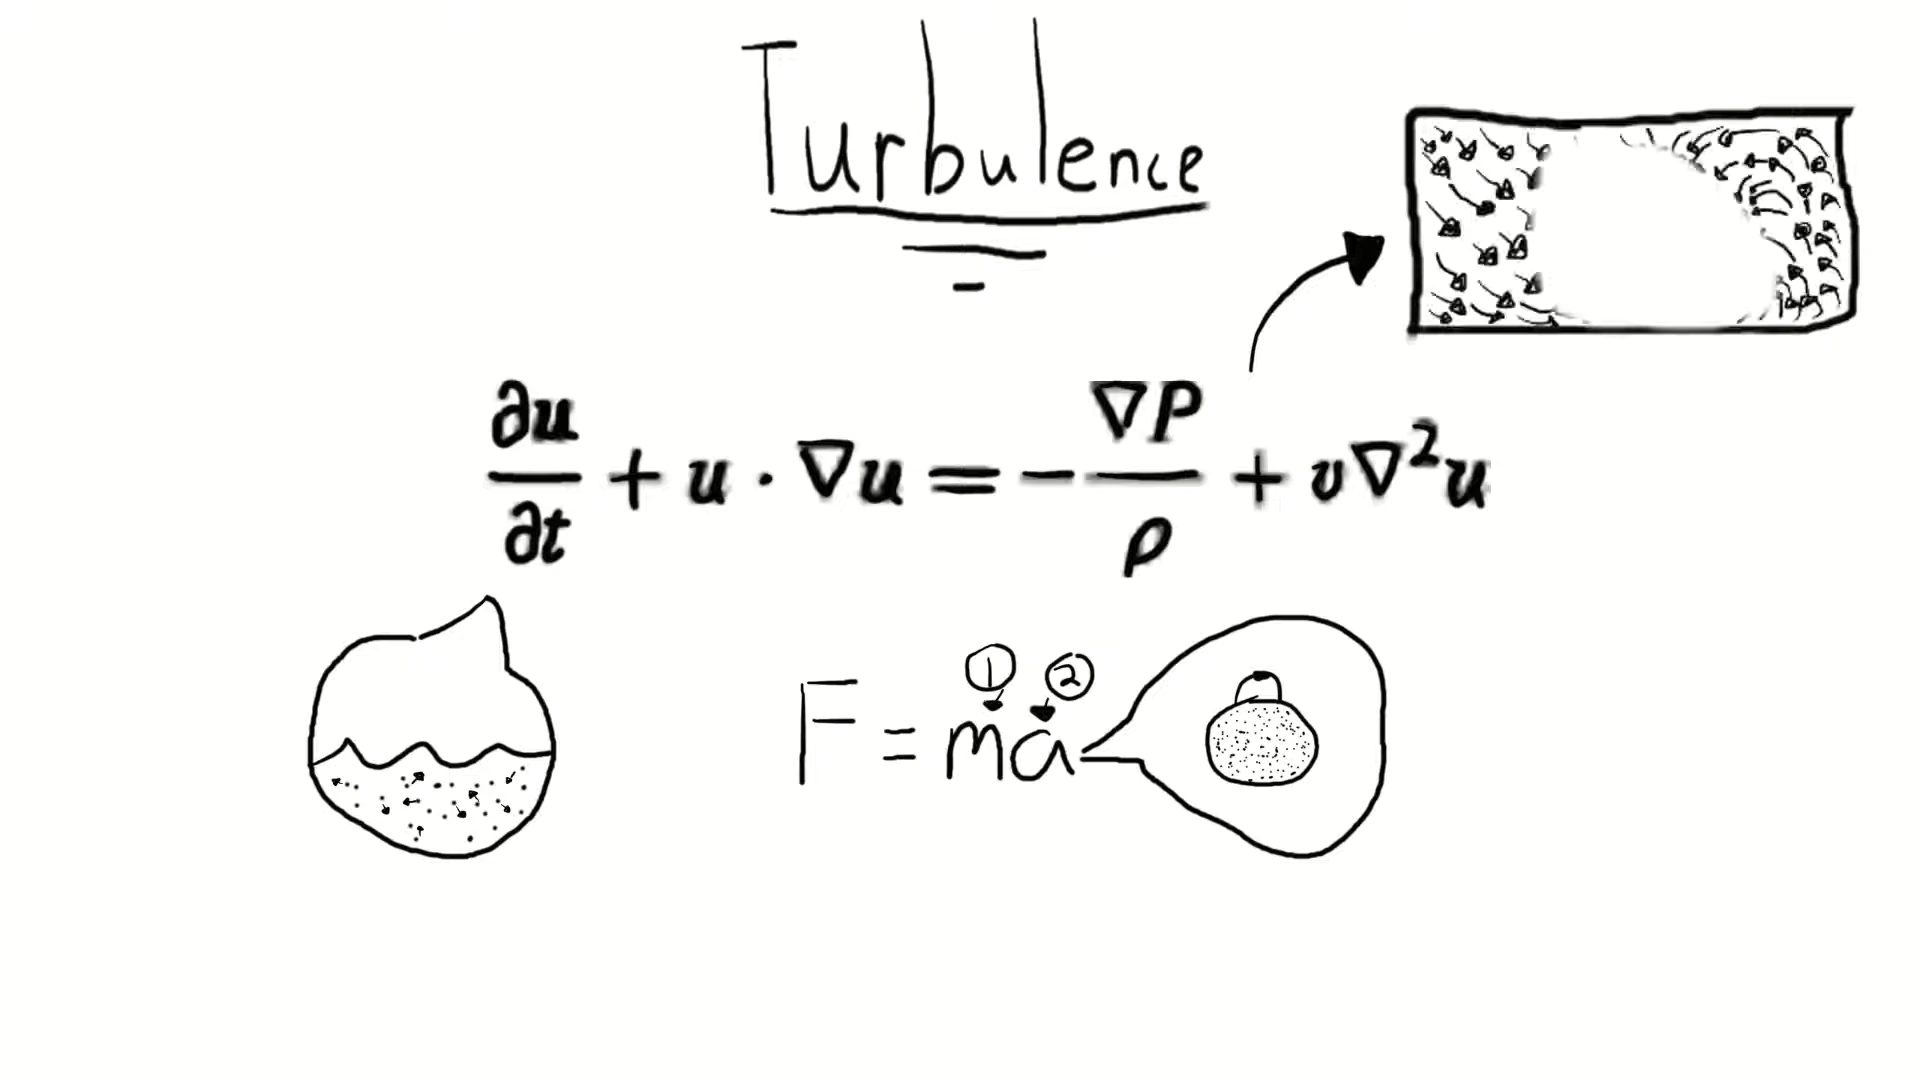 Turbulence
∂u/∂t + u · ∇u = −∇P/ρ + υ∇²u
① ②
F = ma